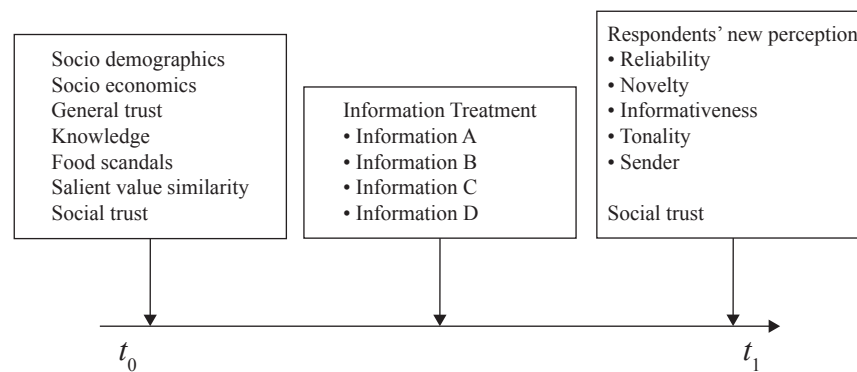 Socio demographics
Socio economics
General trust
Knowledge
Food scandals
Salient value similarity
Social trust
Information Treatment
• Information A
• Information B
• Information C
• Information D
Respondents’ new perception
• Reliability
• Novelty
• Informativeness
• Tonality
• Sender
Social trust
t0
t1